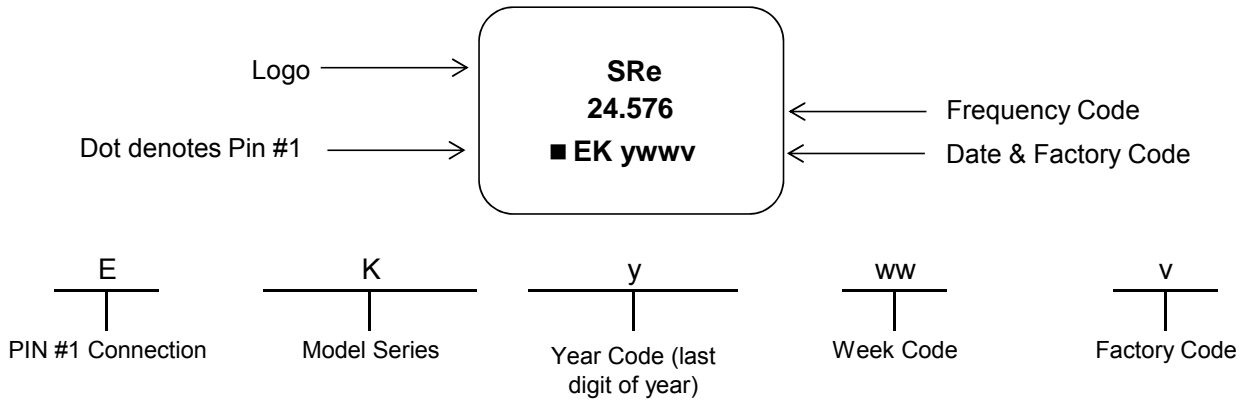 Logo
SRe
24.576
Frequency Code
Dot denotes Pin #1
■ EK ywwv
Date & Factory Code
E
K
y
ww
v
PIN #1 Connection
Model Series
Year Code (last
digit of year)
Week Code
Factory Code